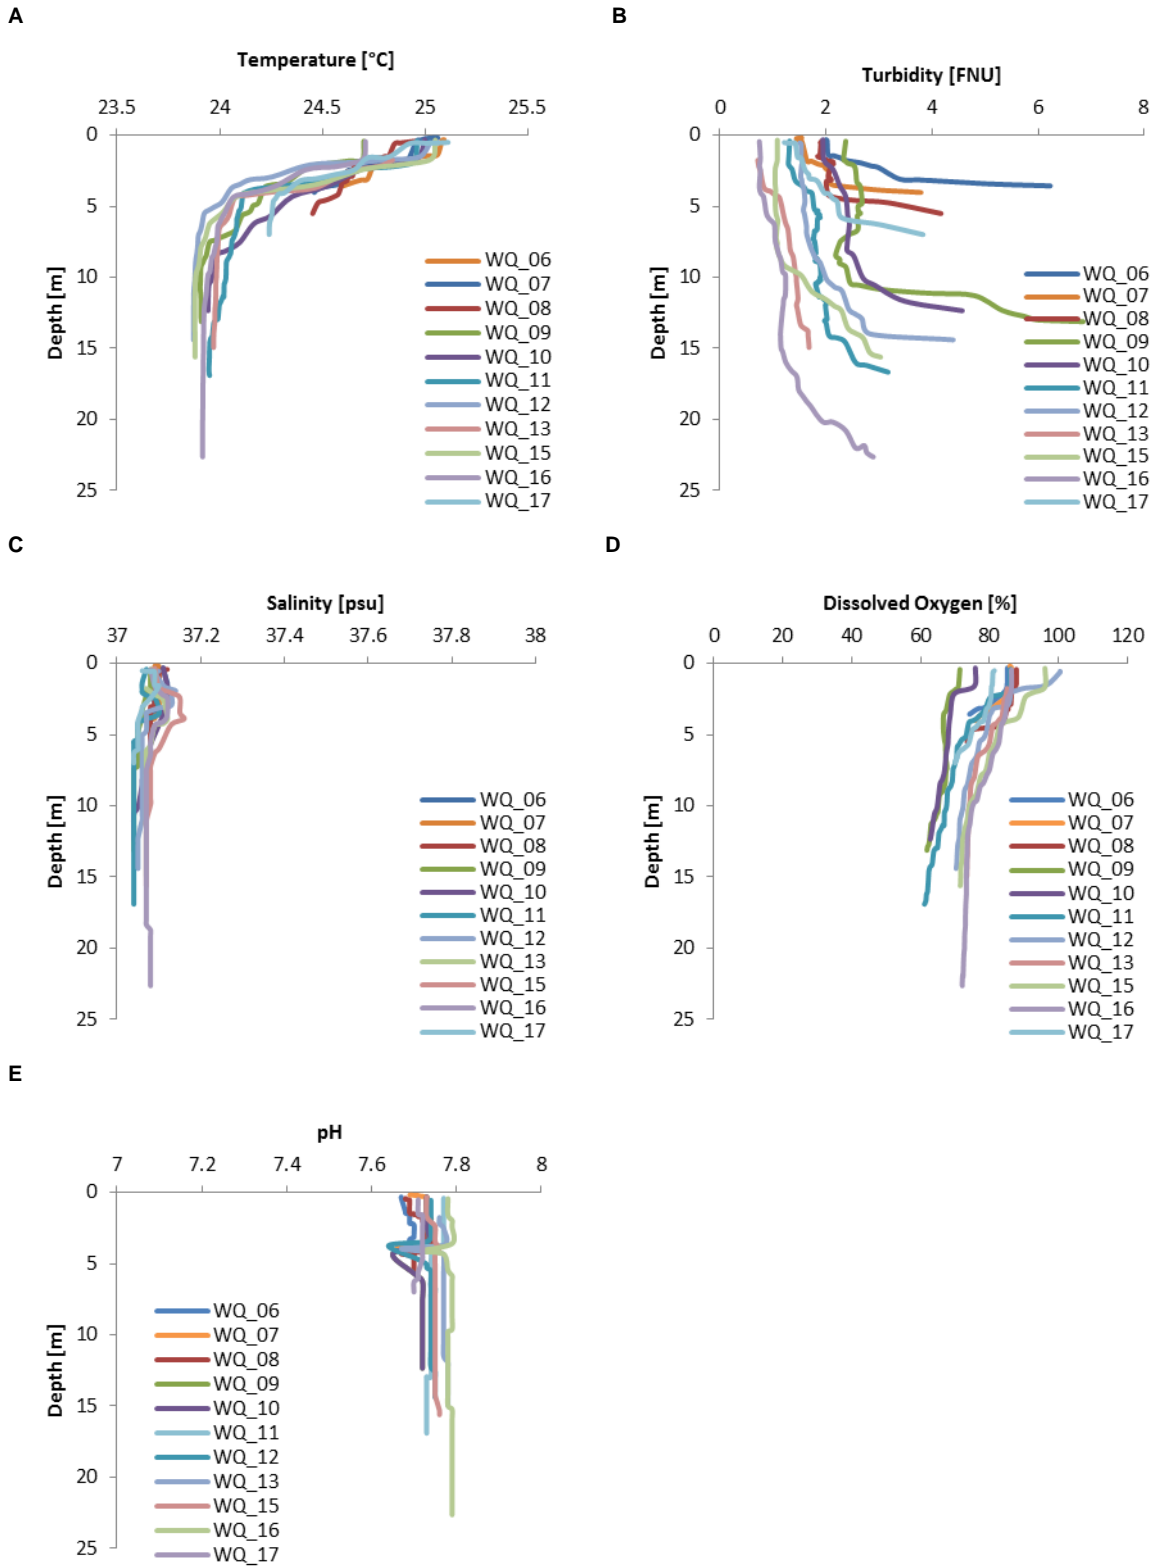 A
B
Temperature [°C]
Turbidity [FNU]
23.5 24 24.5 25 25.5
0 2 4 6 8
0
5
10
15
20
25
Depth [m]
WQ_06
WQ_07
WQ_08
WQ_09
WQ_10
WQ_11
WQ_12
WQ_13
WQ_15
WQ_16
WQ_17
0
5
10
15
20
25
Depth [m]
WQ_06
WQ_07
WQ_08
WQ_09
WQ_10
WQ_11
WQ_12
WQ_13
WQ_15
WQ_16
WQ_17
C
D
Salinity [psu]
Dissolved Oxygen [%]
37 37.2 37.4 37.6 37.8 38
0 20 40 60 80 100 120
0
5
10
15
20
25
Depth [m]
WQ_06
WQ_07
WQ_08
WQ_09
WQ_10
WQ_11
WQ_12
WQ_13
WQ_15
WQ_16
WQ_17
0
5
10
15
20
25
Depth [m]
WQ_06
WQ_07
WQ_08
WQ_09
WQ_10
WQ_11
WQ_12
WQ_13
WQ_15
WQ_16
WQ_17
E
pH
7 7.2 7.4 7.6 7.8 8
0
5
10
15
20
25
Depth [m]
WQ_06
WQ_07
WQ_08
WQ_09
WQ_10
WQ_11
WQ_12
WQ_13
WQ_15
WQ_16
WQ_17